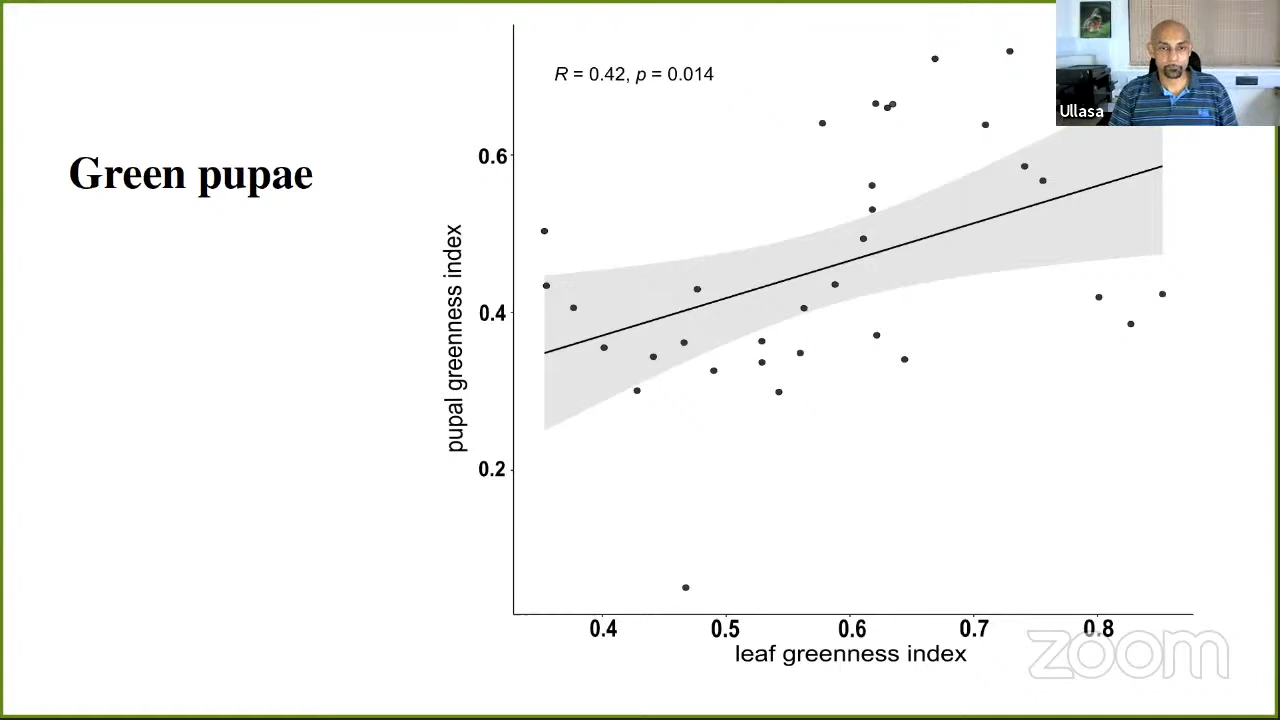 R = 0.42, p = 0.014
Ullasa
Green pupae
0.6
0.4
0.2
pupal greenness index
0.4 0.5 0.6 0.7 0.8
leaf greenness index
zoom